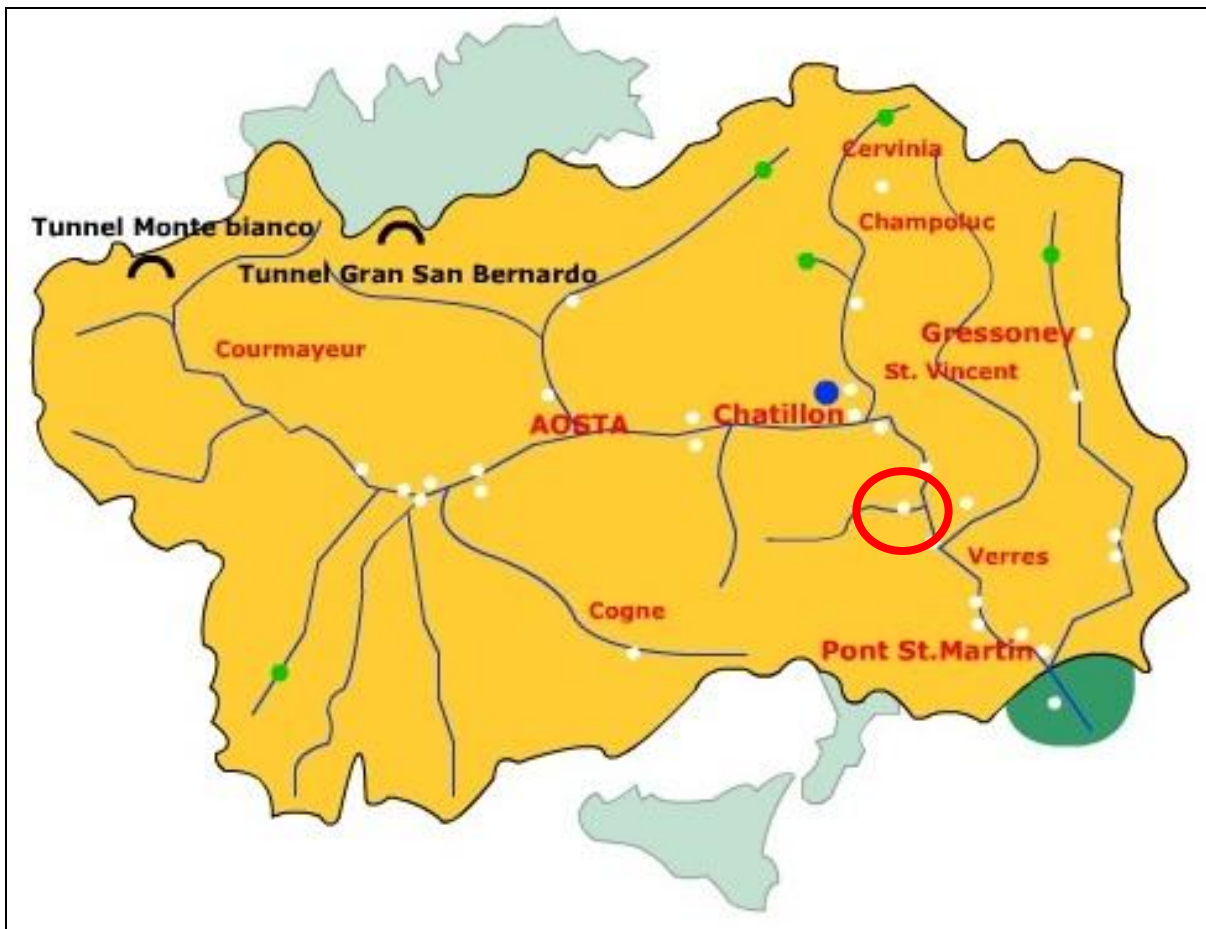 Cervinia
Champoluc
Tunnel Monte bianco
Tunnel Gran San Bernardo
Gressoney
Courmayeur
St. Vincent
Chatillon
AOSTA
Verres
Cogne
Pont St.Martin